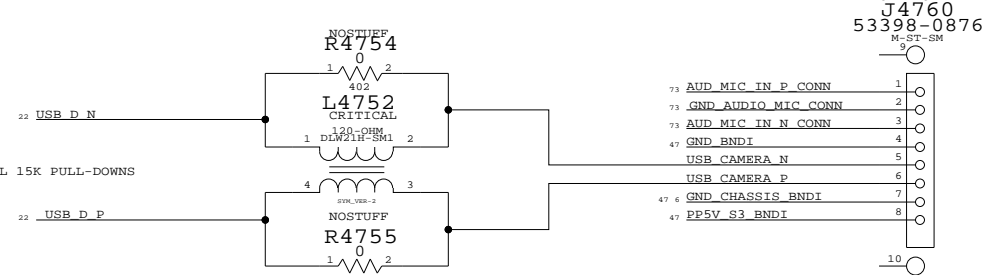 J4760
53398-0876
M-ST-SM
9
NOSTUFF
R4754
0
1 2
402
L4752
CRITICAL
120-OHM
DLW21H-SM1
1 2
22 USB_D_N
73 AUD_MIC_IN_P_CONN 1
73 GND_AUDIO_MIC_CONN 2
73 AUD_MIC_IN_N_CONN 3
47 GND_BNDI 4
USB_CAMERA_N 5
USB_CAMERA_P 6
47 6 GND_CHASSIS_BNDI 7
47 PP5V_S3_BNDI 8
L 15K PULL-DOWNS
4 3
SYM_VER-2
22 USB_D_P
NOSTUFF
R4755
0
1 2
10